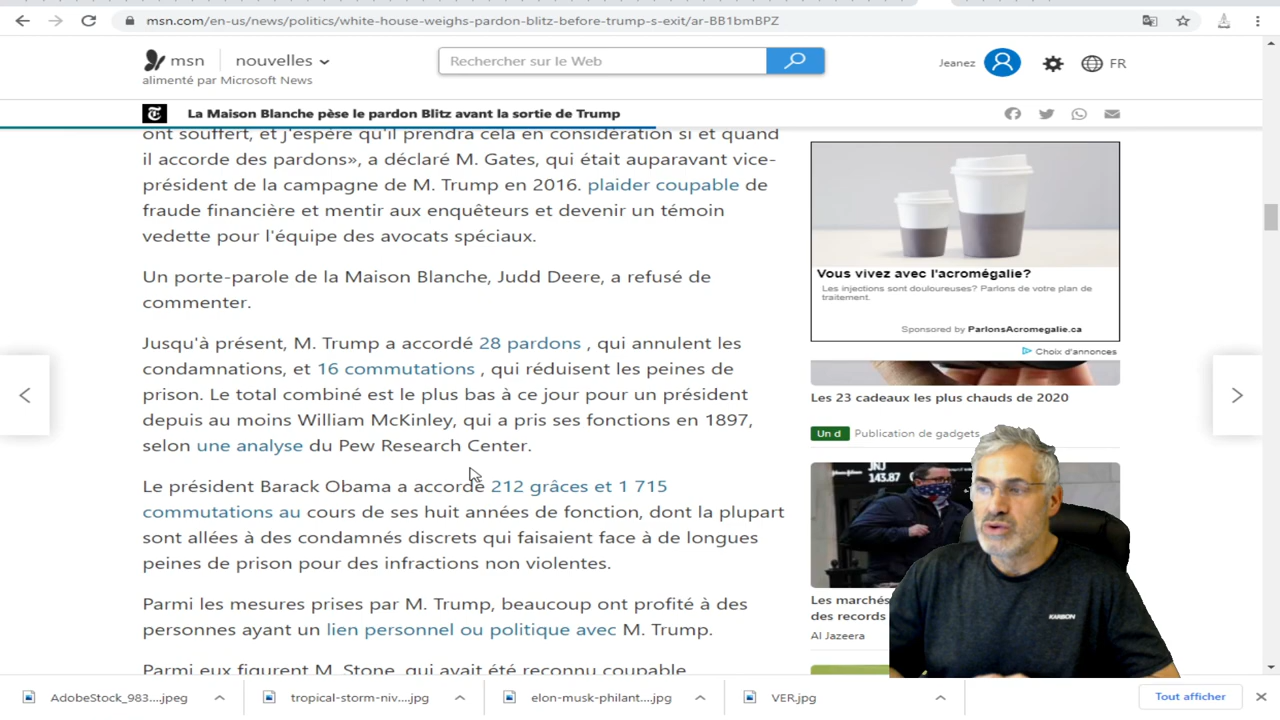 msn.com/en-us/news/politics/white-house-weighs-pardon-blitz-before-trump-s-exit/ar-BB1bmBPZ
msn
nouvelles
alimenté par Microsoft News
Rechercher sur le Web
Jeanez
FR
La Maison Blanche pèse le pardon Blitz avant la sortie de Trump
ont souffert, et j'espère qu'il prendra cela en considération si et quand
il accorde des pardons», a déclaré M. Gates, qui était auparavant vice-
président de la campagne de M. Trump en 2016. plaider coupable de
fraude financière et mentir aux enquêteurs et devenir un témoin
vedette pour l'équipe des avocats spéciaux.
Un porte-parole de la Maison Blanche, Judd Deere, a refusé de
commenter.
Jusqu'à présent, M. Trump a accordé 28 pardons , qui annulent les
condamnations, et 16 commutations , qui réduisent les peines de
prison. Le total combiné est le plus bas à ce jour pour un président
depuis au moins William McKinley, qui a pris ses fonctions en 1897,
selon une analyse du Pew Research Center.
Le président Barack Obama a accordé 212 grâces et 1 715
commutations au cours de ses huit années de fonction, dont la plupart
sont allées à des condamnés discrets qui faisaient face à de longues
peines de prison pour des infractions non violentes.
Parmi les mesures prises par M. Trump, beaucoup ont profité à des
personnes ayant un lien personnel ou politique avec M. Trump.
Parmi eux figurent M. Stone, qui avait été reconnu coupable
Vous vivez avec l'acromégalie?
Les injections sont douloureuses? Parlons de votre plan de
traitement.
Sponsored by ParlonsAcromegalie.ca
Choix d'annonces
Les 23 cadeaux les plus chauds de 2020
Un d
Publication de gadgets
JNJ
143.87
Les marchés
des records
Al Jazeera
KARBON
AdobeStock_983....jpeg
tropical-storm-niv....jpg
elon-musk-philant....jpg
VER.jpg
Tout afficher